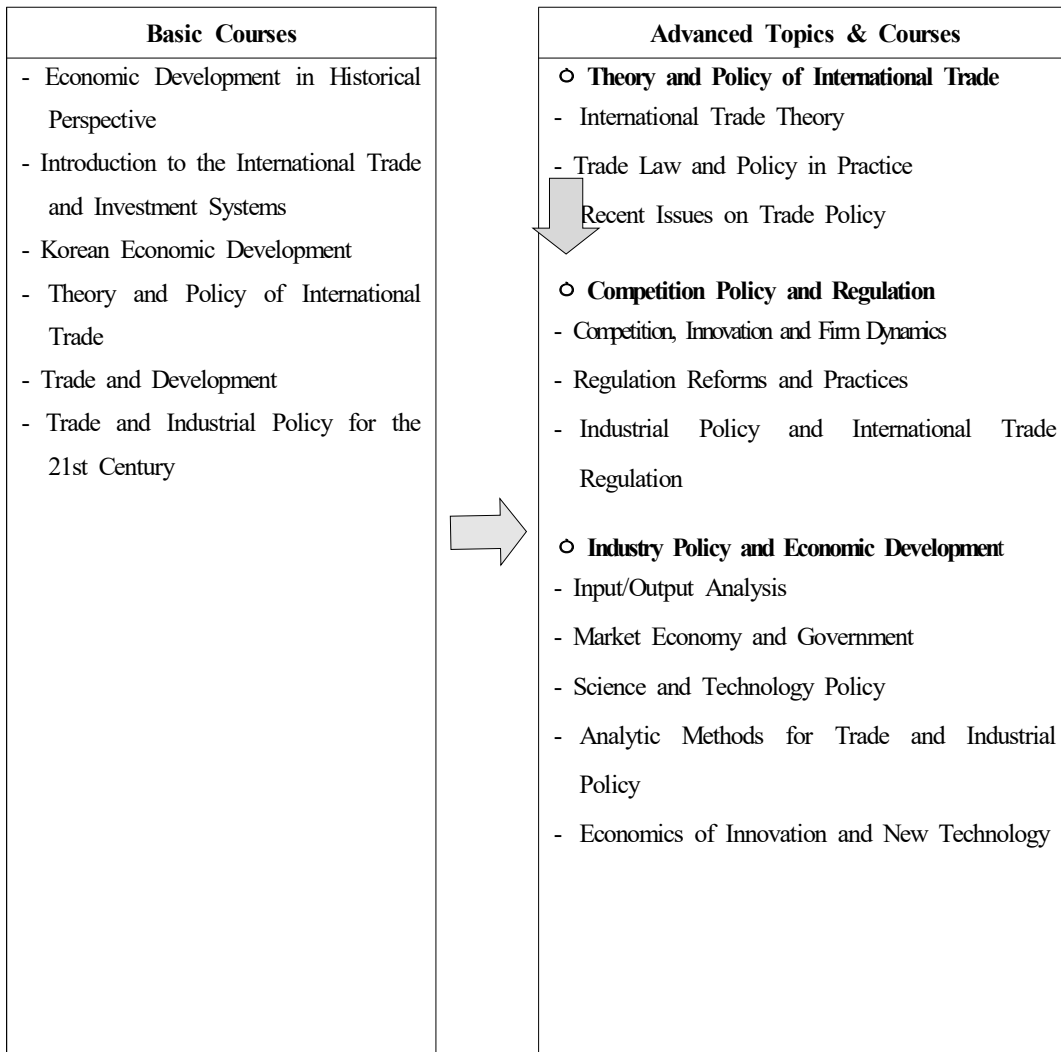 Basic Courses
- Economic Development in Historical
Perspective
- Introduction to the International Trade
and Investment Systems
- Korean Economic Development
- Theory and Policy of International
Trade
- Trade and Development
- Trade and Industrial Policy for the
21st Century
Advanced Topics & Courses
ㅇ Theory and Policy of International Trade
- International Trade Theory
- Trade Law and Policy in Practice
Recent Issues on Trade Policy
ㅇ Competition Policy and Regulation
- Competition, Innovation and Firm Dynamics
- Regulation Reforms and Practices
- Industrial Policy and International Trade
Regulation
ㅇ Industry Policy and Economic Development
- Input/Output Analysis
- Market Economy and Government
- Science and Technology Policy
- Analytic Methods for Trade and Industrial
Policy
- Economics of Innovation and New Technology